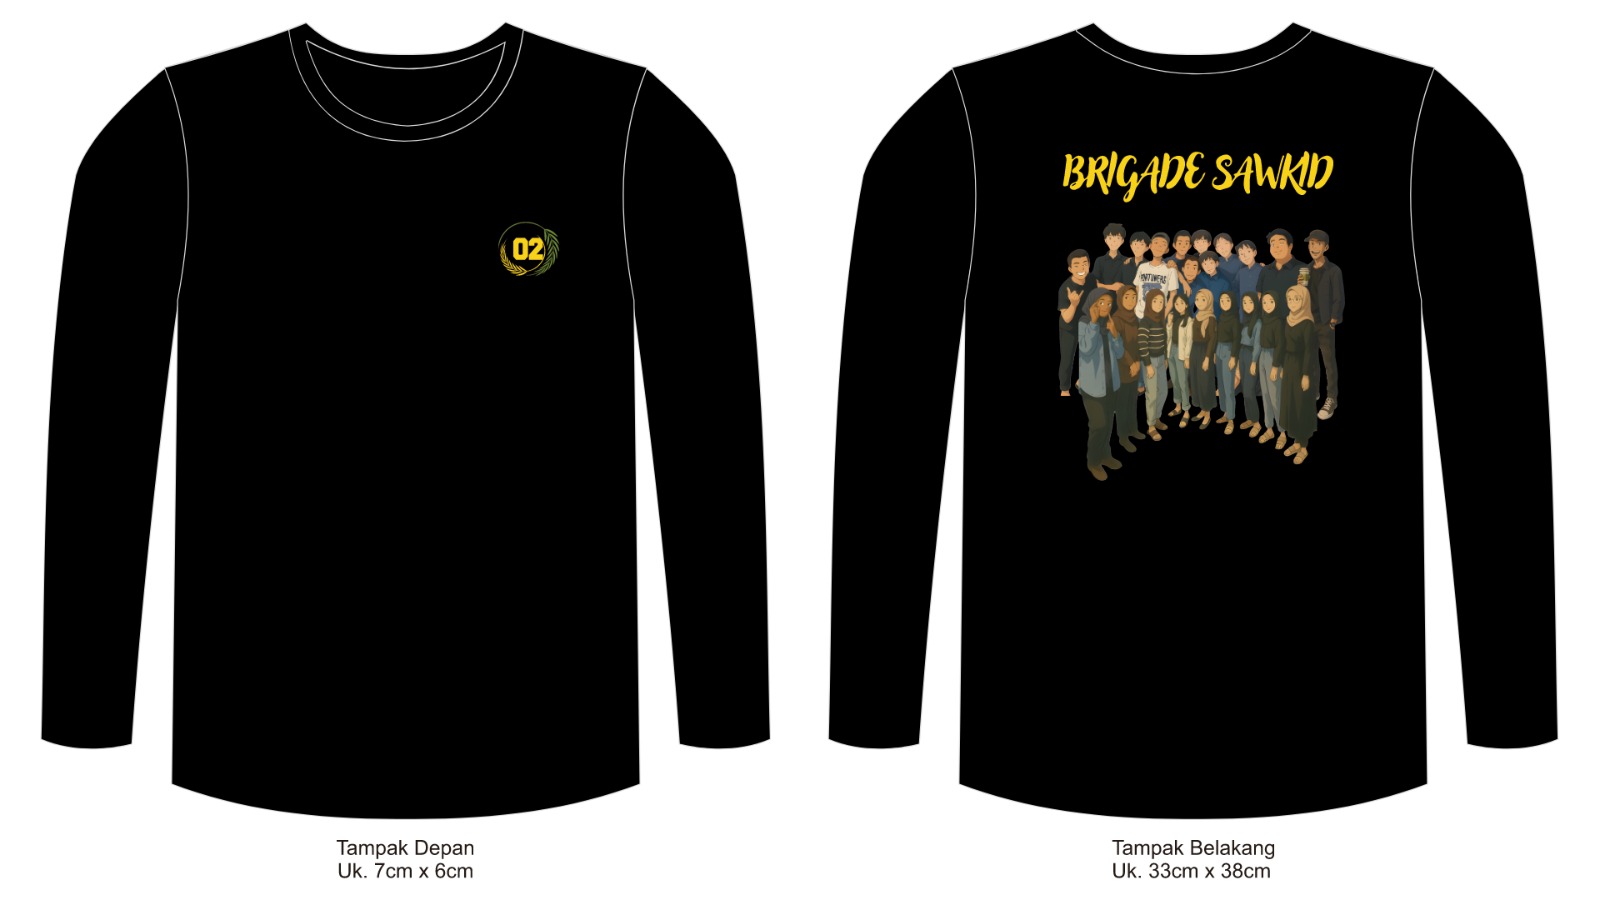 02
BRIGADE SAWKID
Tampak Depan
Uk. 7cm x 6cm
Tampak Belakang
Uk. 33cm x 38cm